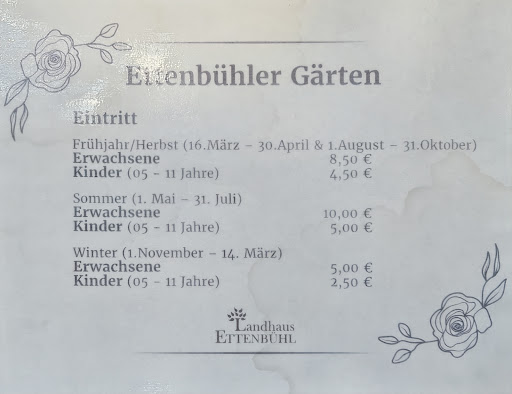 Ettenbühler Gärten
Eintritt
Frühjahr/Herbst (16.März – 30.April & 1.August – 31.Oktober)
Erwachsene 8,50 €
Kinder (05 - 11 Jahre) 4,50 €
Sommer (1. Mai – 31. Juli)
Erwachsene 10,00 €
Kinder (05 - 11 Jahre) 5,00 €
Winter (1.November – 14. März)
Erwachsene 5,00 €
Kinder (05 - 11 Jahre) 2,50 €
Landhaus
ETTENBÜHL